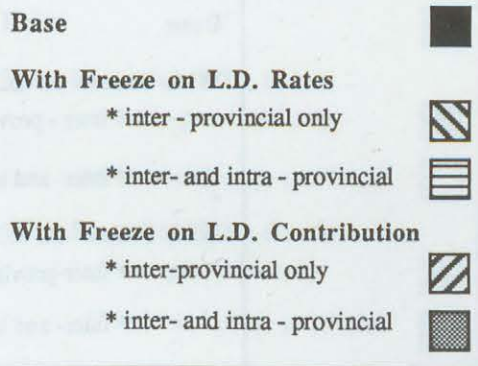 Base
With Freeze on L.D. Rates
* inter - provincial only
* inter- and intra - provincial
With Freeze on L.D. Contribution
* inter-provincial only
* inter- and intra - provincial